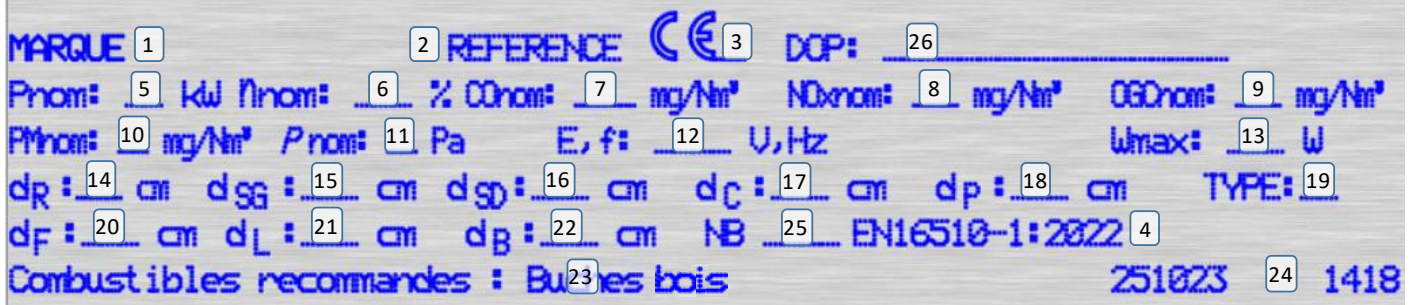 MARQUE 1 2 REFERENCE CE 3 DOP: 26
Pnom: 5 kW ηnom: 6 % COnom: 7 mg/Nm³ NOxnom: 8 mg/Nm³ OGCnom: 9 mg/Nm³
PMnom: 10 mg/Nm³ Pnom: 11 Pa E,f: 12 V,Hz Wmax: 13 W
dR: 14 cm dSG: 15 cm dSD: 16 cm dC: 17 cm dP: 18 cm TYPE: 19
dF: 20 cm dL: 21 cm dB: 22 cm NB 25 EN16510-1:2022 4
Combustibles recommandes : 23 bois 251023 24 1418